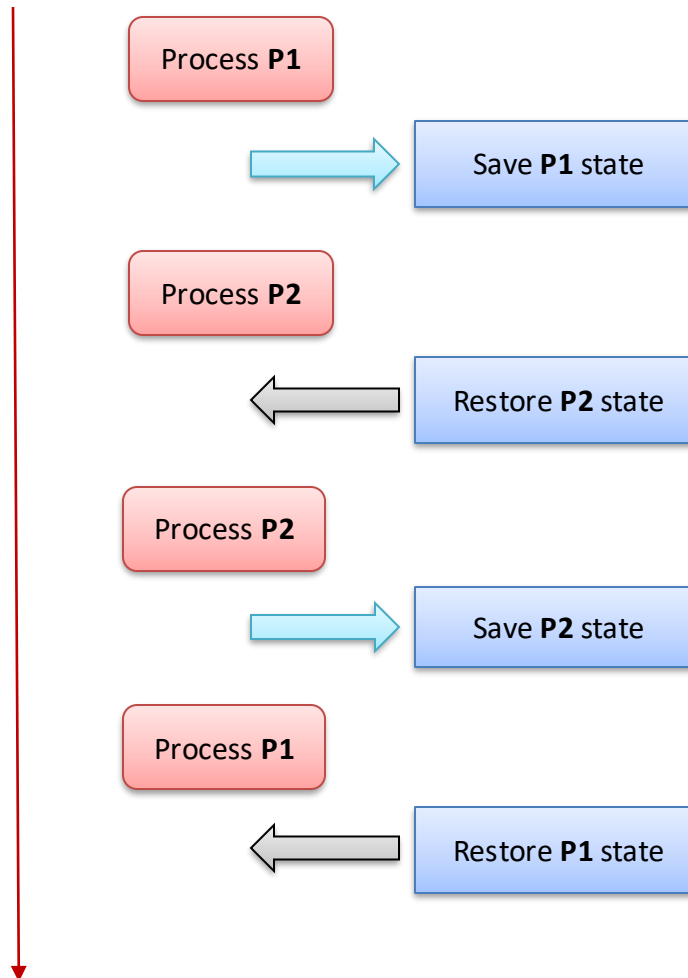 Process P1
Save P1 state
Process P2
Restore P2 state
Process P2
Save P2 state
Process P1
Restore P1 state